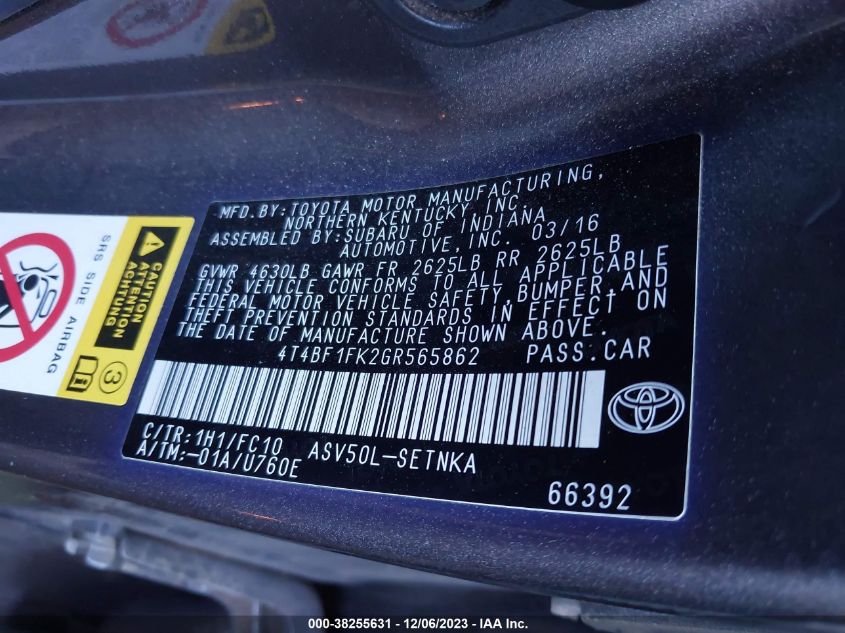 MFD. BY: TOYOTA MOTOR MANUFACTURING,
NORTHERN KENTUCKY, INC.
ASSEMBLED BY: SUBARU OF INDIANA
AUTOMOTIVE, INC. 03/16
GVWR 4630LB GAWR FR 2625LB RR 2625LB
THIS VEHICLE CONFORMS TO ALL APPLICABLE
FEDERAL MOTOR VEHICLE SAFETY, BUMPER, AND
THEFT PREVENTION STANDARDS IN EFFECT ON
THE DATE OF MANUFACTURE SHOWN ABOVE.
4T4BF1FK2GR565862 PASS.CAR
C/TR: 1H1/FC10 ASV50L-SETNKA
A/TM: -01A/U760E
66392
SRS SIDE AIRBAG
CAUTION
ATTENTION
ACHTUNG
3
000-38255631 - 12/06/2023 - IAA Inc.